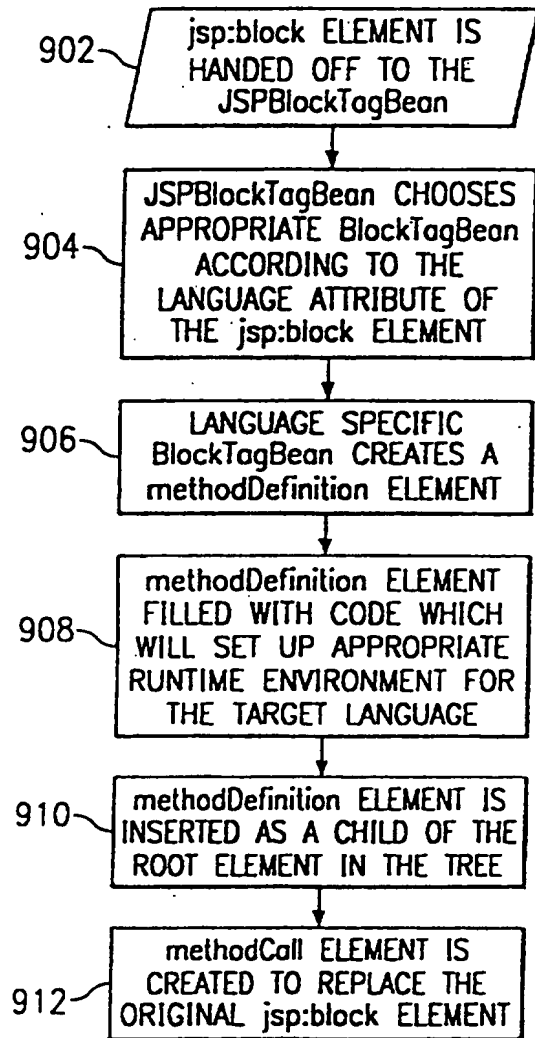 902
jsp:block ELEMENT IS
HANDED OFF TO THE
JSPBlockTagBean
904
JSPBlockTagBean CHOOSES
APPROPRIATE BlockTagBean
ACCORDING TO THE
LANGUAGE ATTRIBUTE OF
THE jsp:block ELEMENT
906
LANGUAGE SPECIFIC
BlockTagBean CREATES A
methodDefinition ELEMENT
908
methodDefinition ELEMENT
FILLED WITH CODE WHICH
WILL SET UP APPROPRIATE
RUNTIME ENVIRONMENT FOR
THE TARGET LANGUAGE
910
methodDefinition ELEMENT IS
INSERTED AS A CHILD OF THE
ROOT ELEMENT IN THE TREE
912
methodCall ELEMENT IS
CREATED TO REPLACE THE
ORIGINAL jsp:block ELEMENT